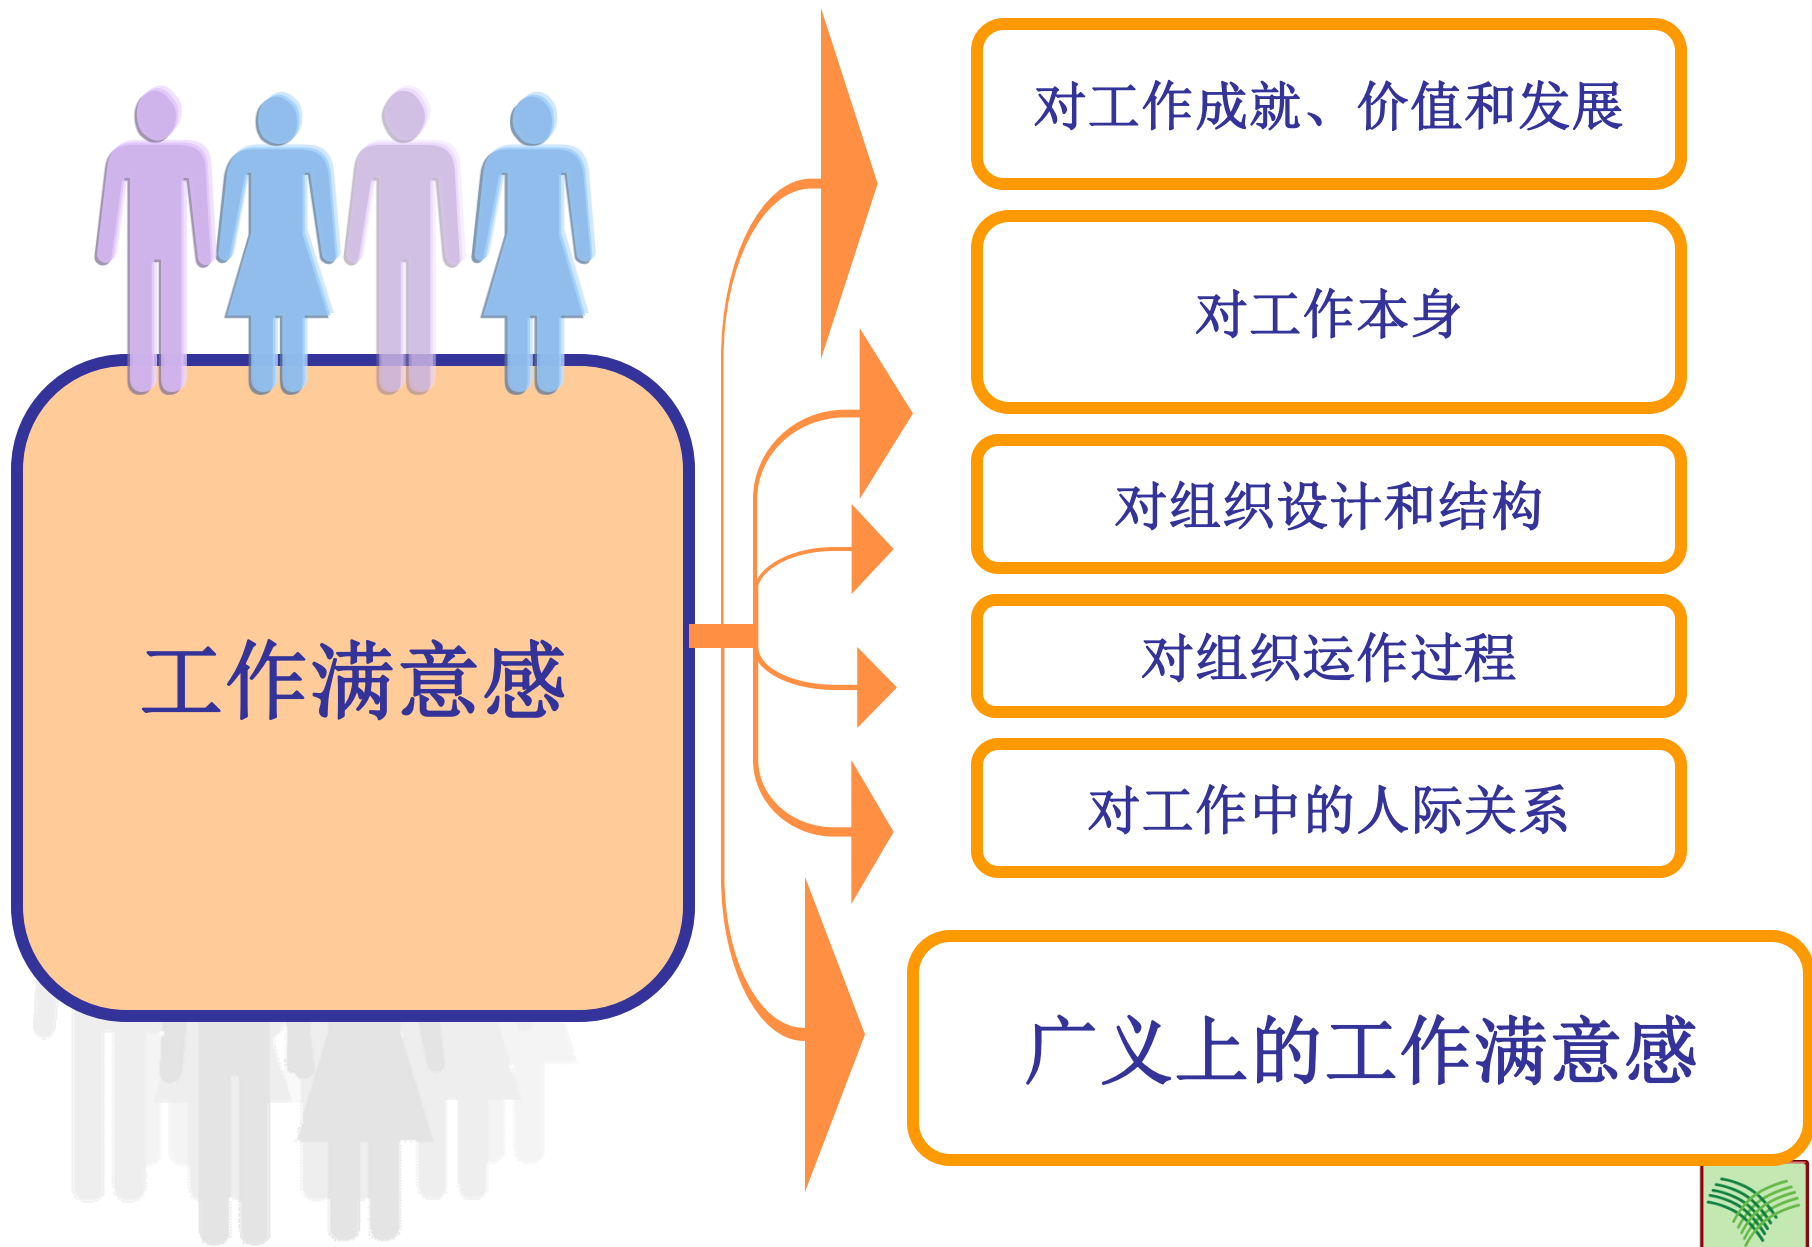 对工作成就、价值和发展
对工作本身
对组织设计和结构
工作满意感
对组织运作过程
对工作中的人际关系
广义上的工作满意感